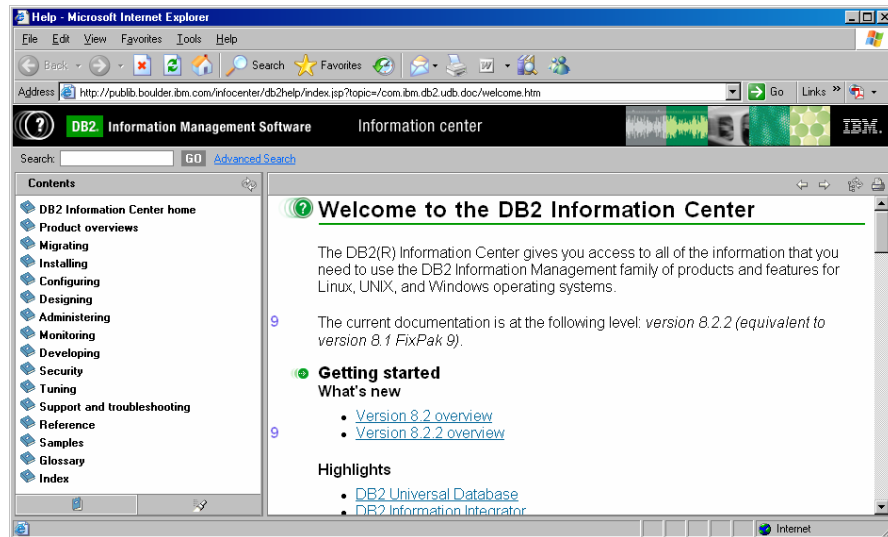 Help - Microsoft Internet Explorer
File Edit View Favorites Tools Help
Back Search Favorites
Address http://publib.boulder.ibm.com/infocenter/db2help/index.jsp?topic=/com.ibm.db2.udb.doc/welcome.htm Go Links »
DB2. Information Management Software Information center IBM.
Search: GO Advanced Search
Contents
DB2 Information Center home
Product overviews
Migrating
Installing
Configuring
Designing
Administering
Monitoring
Developing
Security
Tuning
Support and troubleshooting
Reference
Samples
Glossary
Index
Welcome to the DB2 Information Center
The DB2(R) Information Center gives you access to all of the information that you
need to use the DB2 Information Management family of products and features for
Linux, UNIX, and Windows operating systems.
9 The current documentation is at the following level: version 8.2.2 (equivalent to
version 8.1 FixPak 9).
Getting started
What's new
• Version 8.2 overview
9 • Version 8.2.2 overview
Highlights
• DB2 Universal Database
• DB2 Information Integrator
Internet